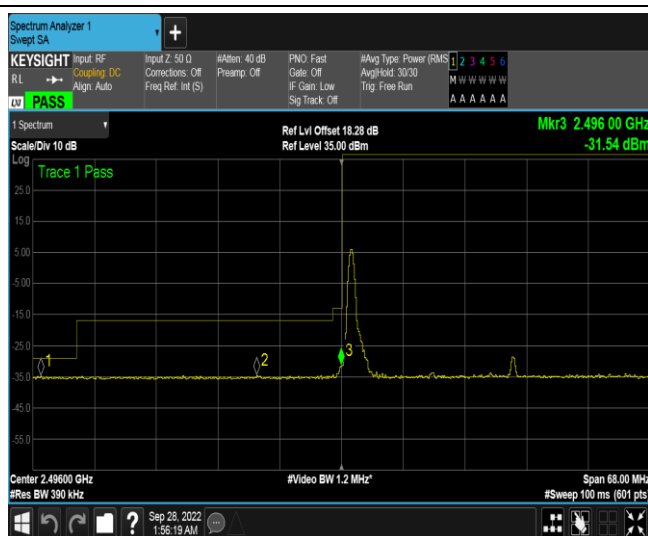 Spectrum Analyzer 1
Swept SA
+
KEYSIGHT
RL
LXI PASS
Input: RF
Coupling: DC
Align: Auto
Input Z: 50 Ω
Corrections: Off
Freq Ref: Int (S)
#Atten: 40 dB
Preamp: Off
PNO: Fast
Gate: Off
IF Gain: Low
Sig Track: Off
#Avg Type: Power (RMS
Avg|Hold: 30/30
Trig: Free Run
1 2 3 4 5 6
M W W W W W
A A A A A A
1 Spectrum
Scale/Div 10 dB
Ref Lvl Offset 18.28 dB
Ref Level 35.00 dBm
Mkr3 2.496 00 GHz
-31.54 dBm
Log
Trace 1 Pass
25.0
15.0
5.00
-5.00
-15.0
-25.0
-35.0
-45.0
-55.0
1
2
3
Center 2.49600 GHz
#Res BW 390 kHz
#Video BW 1.2 MHz*
Span 68.00 MHz
#Sweep 100 ms (601 pts)
?
Sep 28, 2022
1:56:19 AM